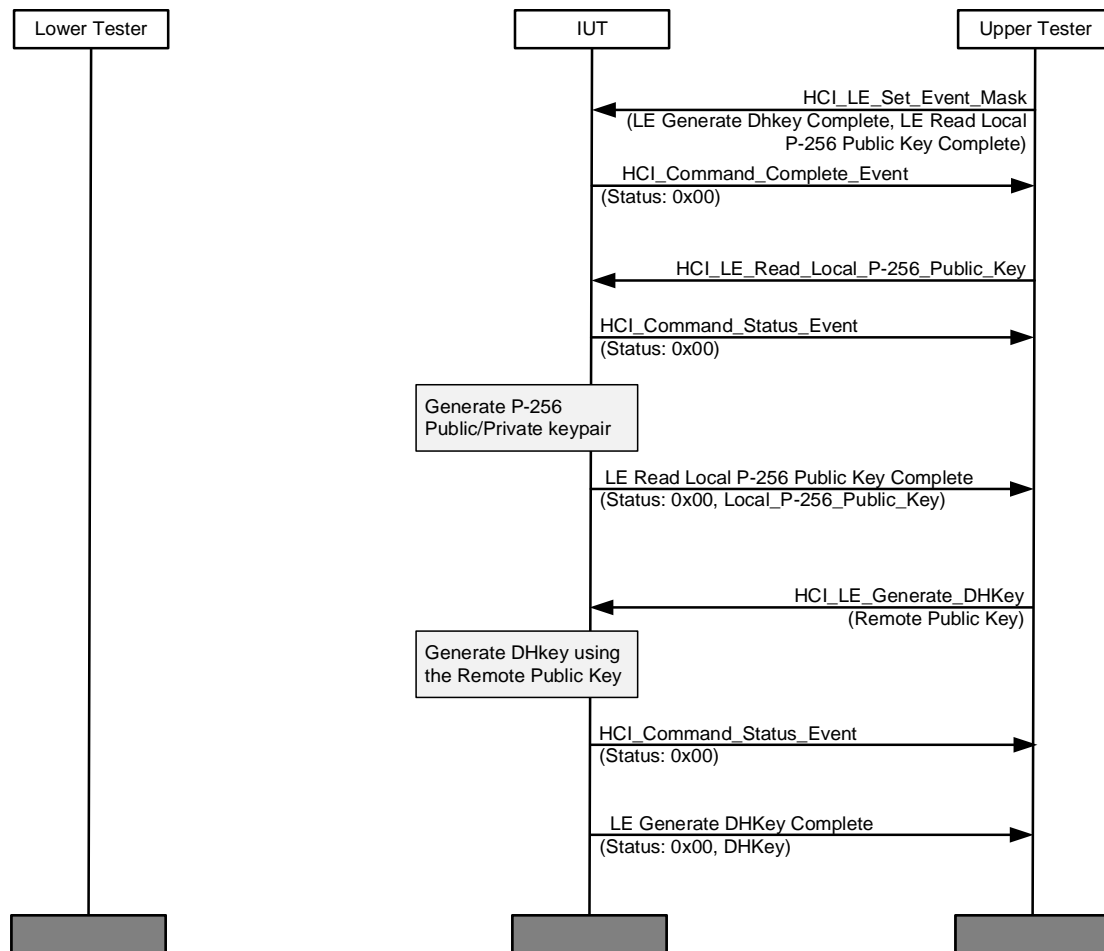 Lower Tester
IUT
Upper Tester
HCI_LE_Set_Event_Mask
(LE Generate Dhkey Complete, LE Read Local
P-256 Public Key Complete)
HCI_Command_Complete_Event
(Status: 0x00)
HCI_LE_Read_Local_P-256_Public_Key
HCI_Command_Status_Event
(Status: 0x00)
Generate P-256
Public/Private keypair
LE Read Local P-256 Public Key Complete
(Status: 0x00, Local_P-256_Public_Key)
HCI_LE_Generate_DHKey
(Remote Public Key)
Generate DHkey using
the Remote Public Key
HCI_Command_Status_Event
(Status: 0x00)
LE Generate DHKey Complete
(Status: 0x00, DHKey)